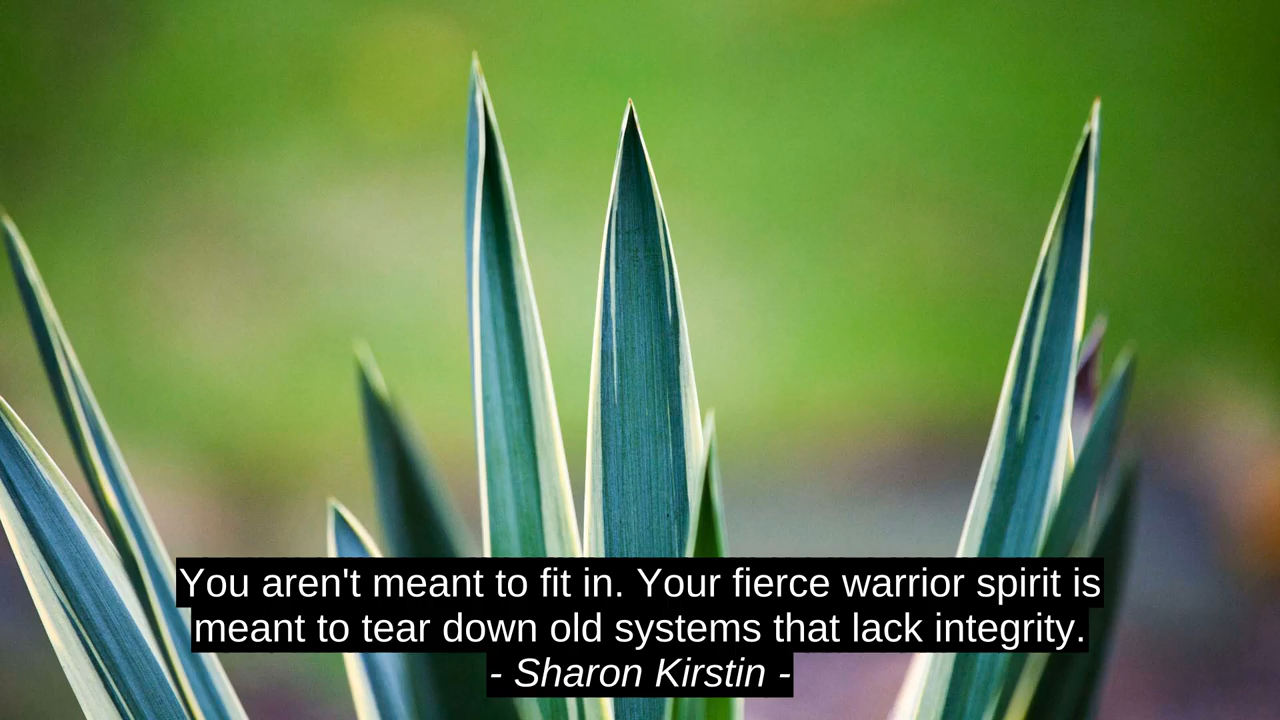 You aren't meant to fit in. Your fierce warrior spirit is
meant to tear down old systems that lack integrity.
- Sharon Kirstin -